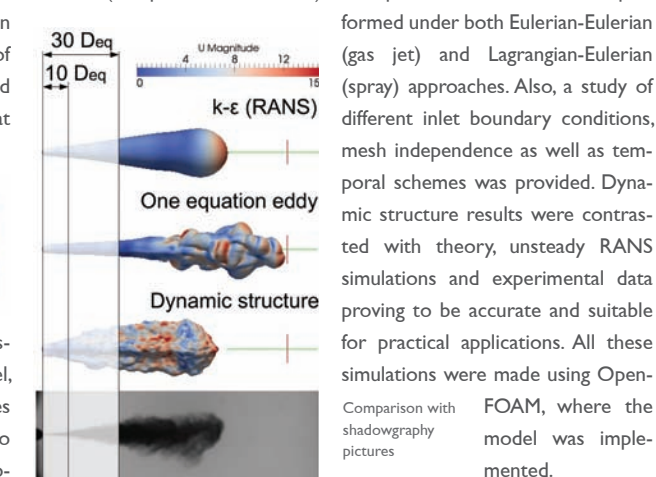 n
of
d
at
s-
el,
es
o
o-
30 Deq
10 Deq
U Magnitude
4 8 12
0 15
k-ε (RANS)
One equation eddy
Dynamic structure
formed under both Eulerian-Eulerian
(gas jet) and Lagrangian-Eulerian
(spray) approaches. Also, a study of
different inlet boundary conditions,
mesh independence as well as tem-
poral schemes was provided. Dyna-
mic structure results were contras-
ted with theory, unsteady RANS
simulations and experimental data
proving to be accurate and suitable
for practical applications. All these
simulations were made using Open-
FOAM, where the
model was imple-
mented.
Comparison with
shadowgraphy
pictures